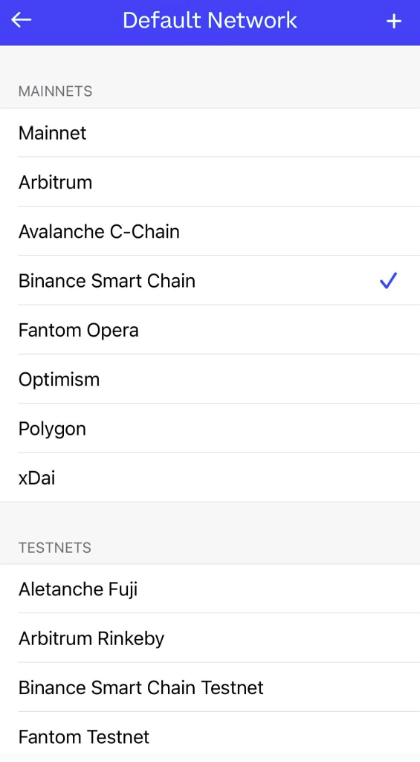 Default Network
MAINNETS
Mainnet
Arbitrum
Avalanche C-Chain
Binance Smart Chain
Fantom Opera
Optimism
Polygon
xDai
TESTNETS
Aletanche Fuji
Arbitrum Rinkeby
Binance Smart Chain Testnet
Fantom Testnet